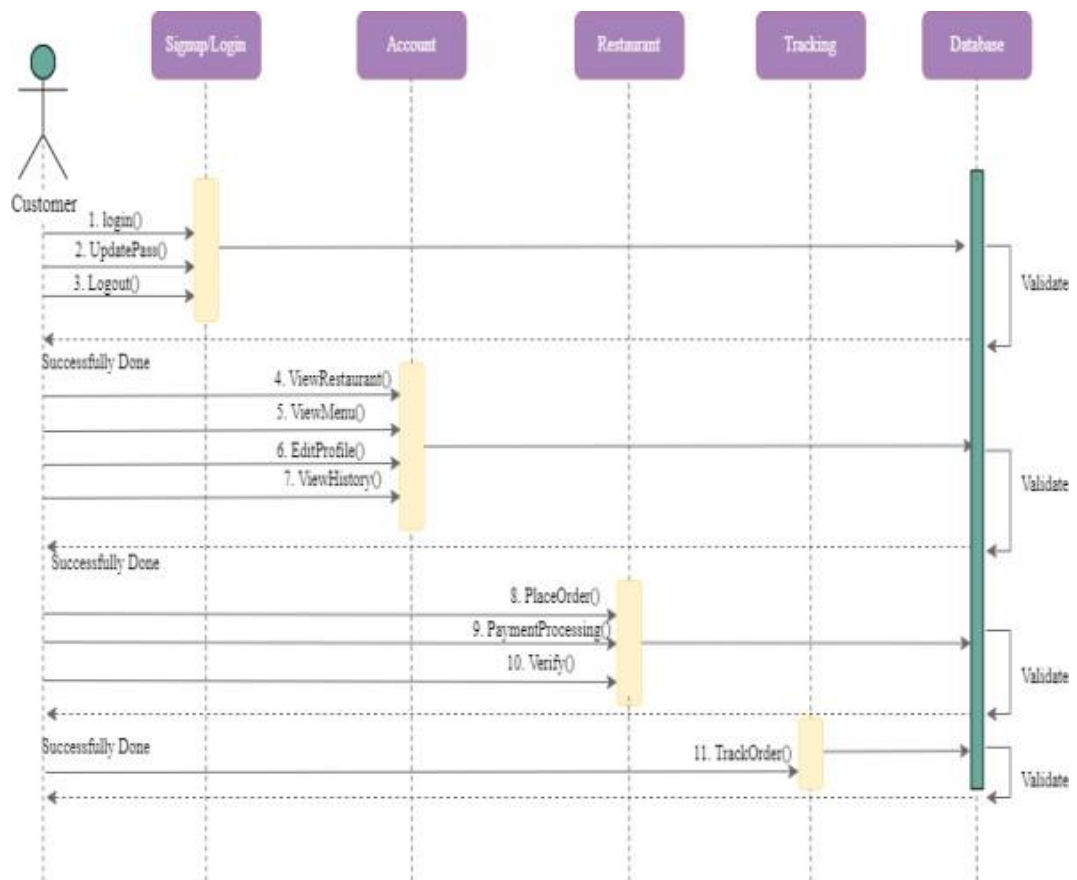 Signup/Login
Account
Restaurant
Tracking
Database
Customer
1. login()
2. UpdatePass()
3. Logout()
Validate
Successfully Done
4. ViewRestaurant()
5. ViewMenu()
6. EditProfile()
7. ViewHistory()
Validate
Successfully Done
8. PlaceOrder()
9. PaymentProcessing()
10. Verify()
Validate
Successfully Done
11. TrackOrder()
Validate